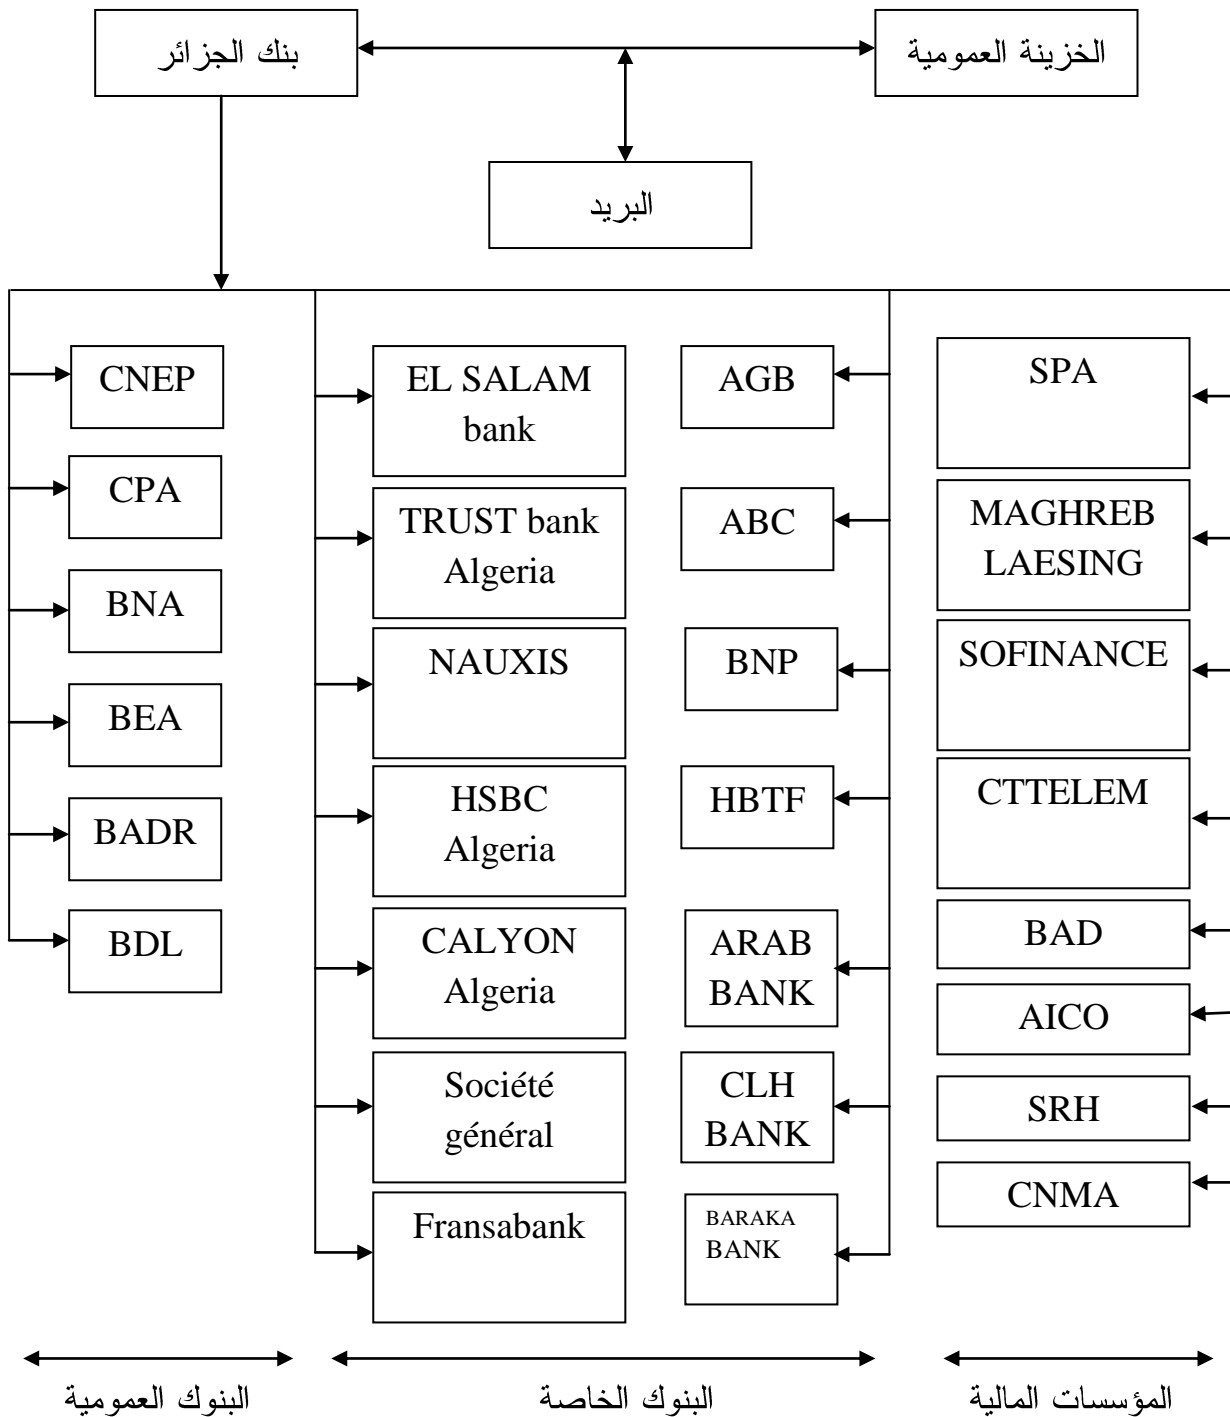 بنك الجزائر
الخزينة العمومية
البريد
CNEP
CPA
BNA
BEA
BADR
BDL
EL SALAM
bank
TRUST bank
Algeria
NAUXIS
HSBC
Algeria
CALYON
Algeria
Société
général
Fransabank
AGB
ABC
BNP
HBTF
ARAB
BANK
CLH
BANK
BARAKA
BANK
SPA
MAGHREB
LAESING
SOFINANCE
CTTELEM
BAD
AICO
SRH
CNMA
البنوك العمومية
البنوك الخاصة
المؤسسات المالية